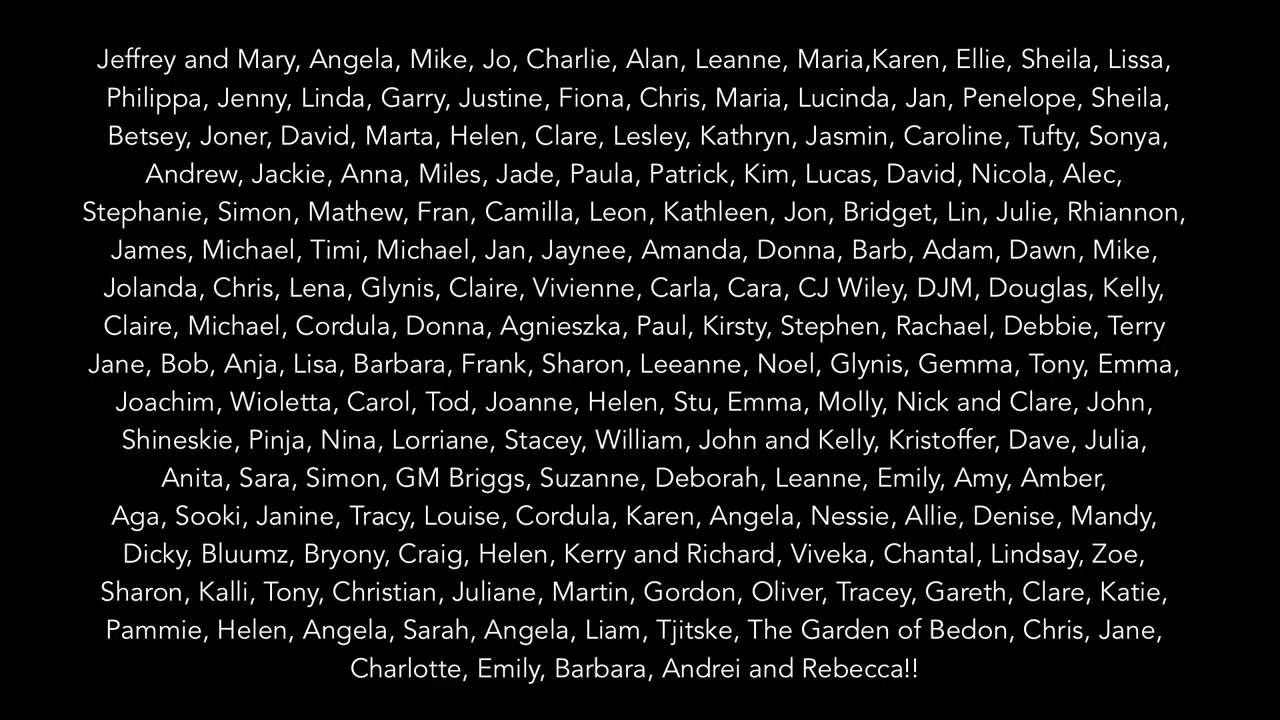 Jeffrey and Mary, Angela, Mike, Jo, Charlie, Alan, Leanne, Maria,Karen, Ellie, Sheila, Lissa,
Philippa, Jenny, Linda, Garry, Justine, Fiona, Chris, Maria, Lucinda, Jan, Penelope, Sheila,
Betsey, Joner, David, Marta, Helen, Clare, Lesley, Kathryn, Jasmin, Caroline, Tufty, Sonya,
Andrew, Jackie, Anna, Miles, Jade, Paula, Patrick, Kim, Lucas, David, Nicola, Alec,
Stephanie, Simon, Mathew, Fran, Camilla, Leon, Kathleen, Jon, Bridget, Lin, Julie, Rhiannon,
James, Michael, Timi, Michael, Jan, Jaynee, Amanda, Donna, Barb, Adam, Dawn, Mike,
Jolanda, Chris, Lena, Glynis, Claire, Vivienne, Carla, Cara, CJ Wiley, DJM, Douglas, Kelly,
Claire, Michael, Cordula, Donna, Agnieszka, Paul, Kirsty, Stephen, Rachael, Debbie, Terry
Jane, Bob, Anja, Lisa, Barbara, Frank, Sharon, Leeanne, Noel, Glynis, Gemma, Tony, Emma,
Joachim, Wioletta, Carol, Tod, Joanne, Helen, Stu, Emma, Molly, Nick and Clare, John,
Shineskie, Pinja, Nina, Lorriane, Stacey, William, John and Kelly, Kristoffer, Dave, Julia,
Anita, Sara, Simon, GM Briggs, Suzanne, Deborah, Leanne, Emily, Amy, Amber,
Aga, Sooki, Janine, Tracy, Louise, Cordula, Karen, Angela, Nessie, Allie, Denise, Mandy,
Dicky, Bluumz, Bryony, Craig, Helen, Kerry and Richard, Viveka, Chantal, Lindsay, Zoe,
Sharon, Kalli, Tony, Christian, Juliane, Martin, Gordon, Oliver, Tracey, Gareth, Clare, Katie,
Pammie, Helen, Angela, Sarah, Angela, Liam, Tjitske, The Garden of Bedon, Chris, Jane,
Charlotte, Emily, Barbara, Andrei and Rebecca!!